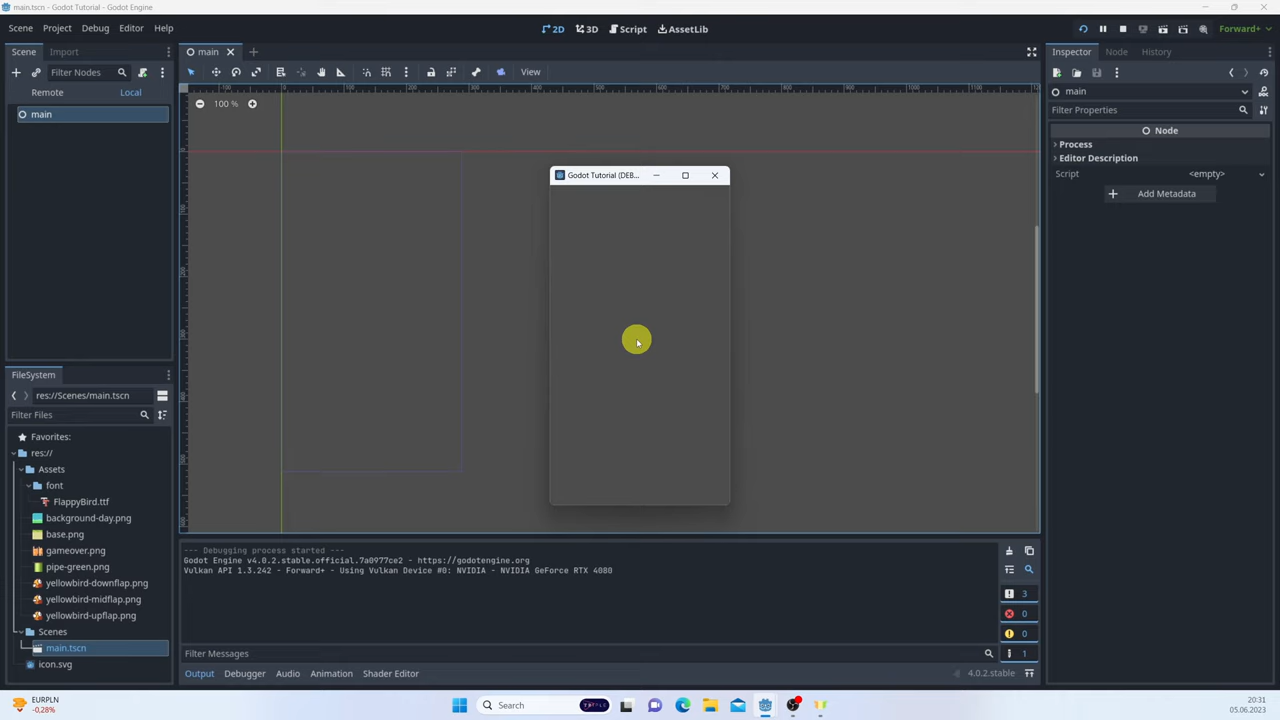 main.tscn - Godot Tutorial - Godot Engine
Scene Project Debug Editor Help
2D 3D Script AssetLib
Forward+
Scene Import
main
Inspector Node History
Filter Nodes
View
Remote Local
main
100 %
main
Filter Properties
Node
Process
Editor Description
Script <empty>
Add Metadata
Godot Tutorial (DEB...
FileSystem
res://Scenes/main.tscn
Filter Files
Favorites:
res://
Assets
font
FlappyBird.ttf
background-day.png
base.png
gameover.png
pipe-green.png
yellowbird-downflap.png
yellowbird-midflap.png
yellowbird-upflap.png
Scenes
main.tscn
icon.svg
--- Debugging process started ---
Godot Engine v4.0.2.stable.official.7a0977ce2 - https://godotengine.org
Vulkan API 1.3.242 - Forward+ - Using Vulkan Device #0: NVIDIA - NVIDIA GeForce RTX 4080
3
0
0
1
Filter Messages
Output Debugger Audio Animation Shader Editor
4.0.2.stable
EURPLN
-0,28%
Search
20:31
05.06.2023